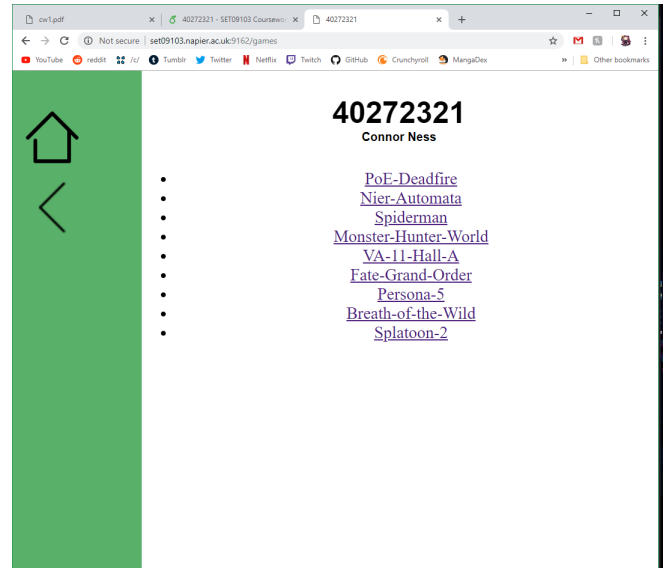 cw1.pdf
40272321 - SET09103 Coursewo
40272321
Not secure | set09103.napier.ac.uk:9162/games
YouTube reddit /c/ Tumblr Twitter Netflix Twitch GitHub Crunchyroll MangaDex » Other bookmarks
40272321
Connor Ness
PoE-Deadfire
Nier-Automata
Spiderman
Monster-Hunter-World
VA-11-Hall-A
Fate-Grand-Order
Persona-5
Breath-of-the-Wild
Splatoon-2